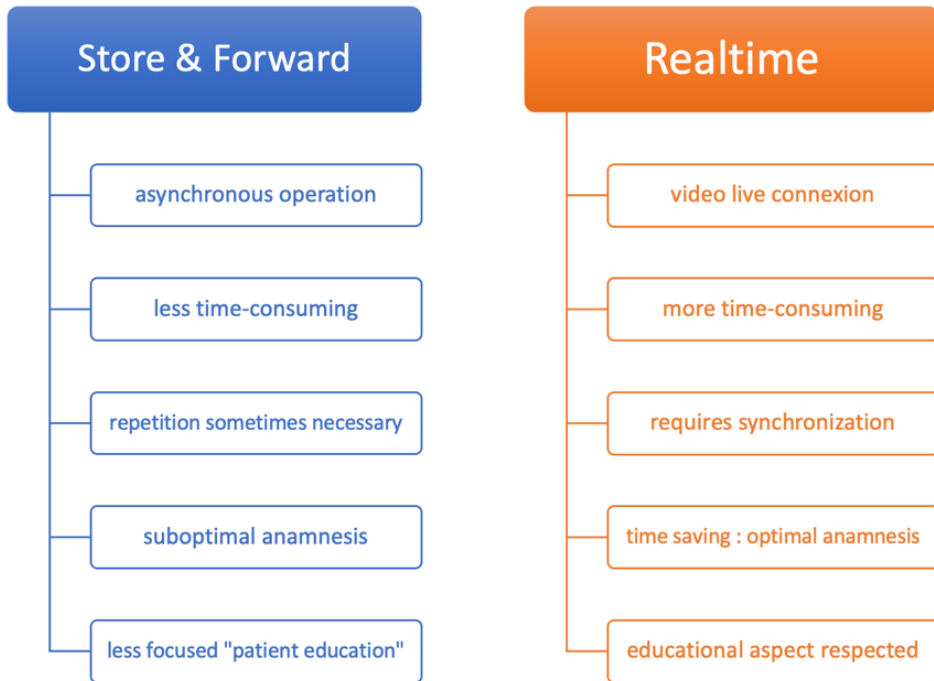 Store & Forward
asynchronous operation
less time-consuming
repetition sometimes necessary
suboptimal anamnesis
less focused "patient education"
Realtime
video live connexion
more time-consuming
requires synchronization
time saving : optimal anamnesis
educational aspect respected